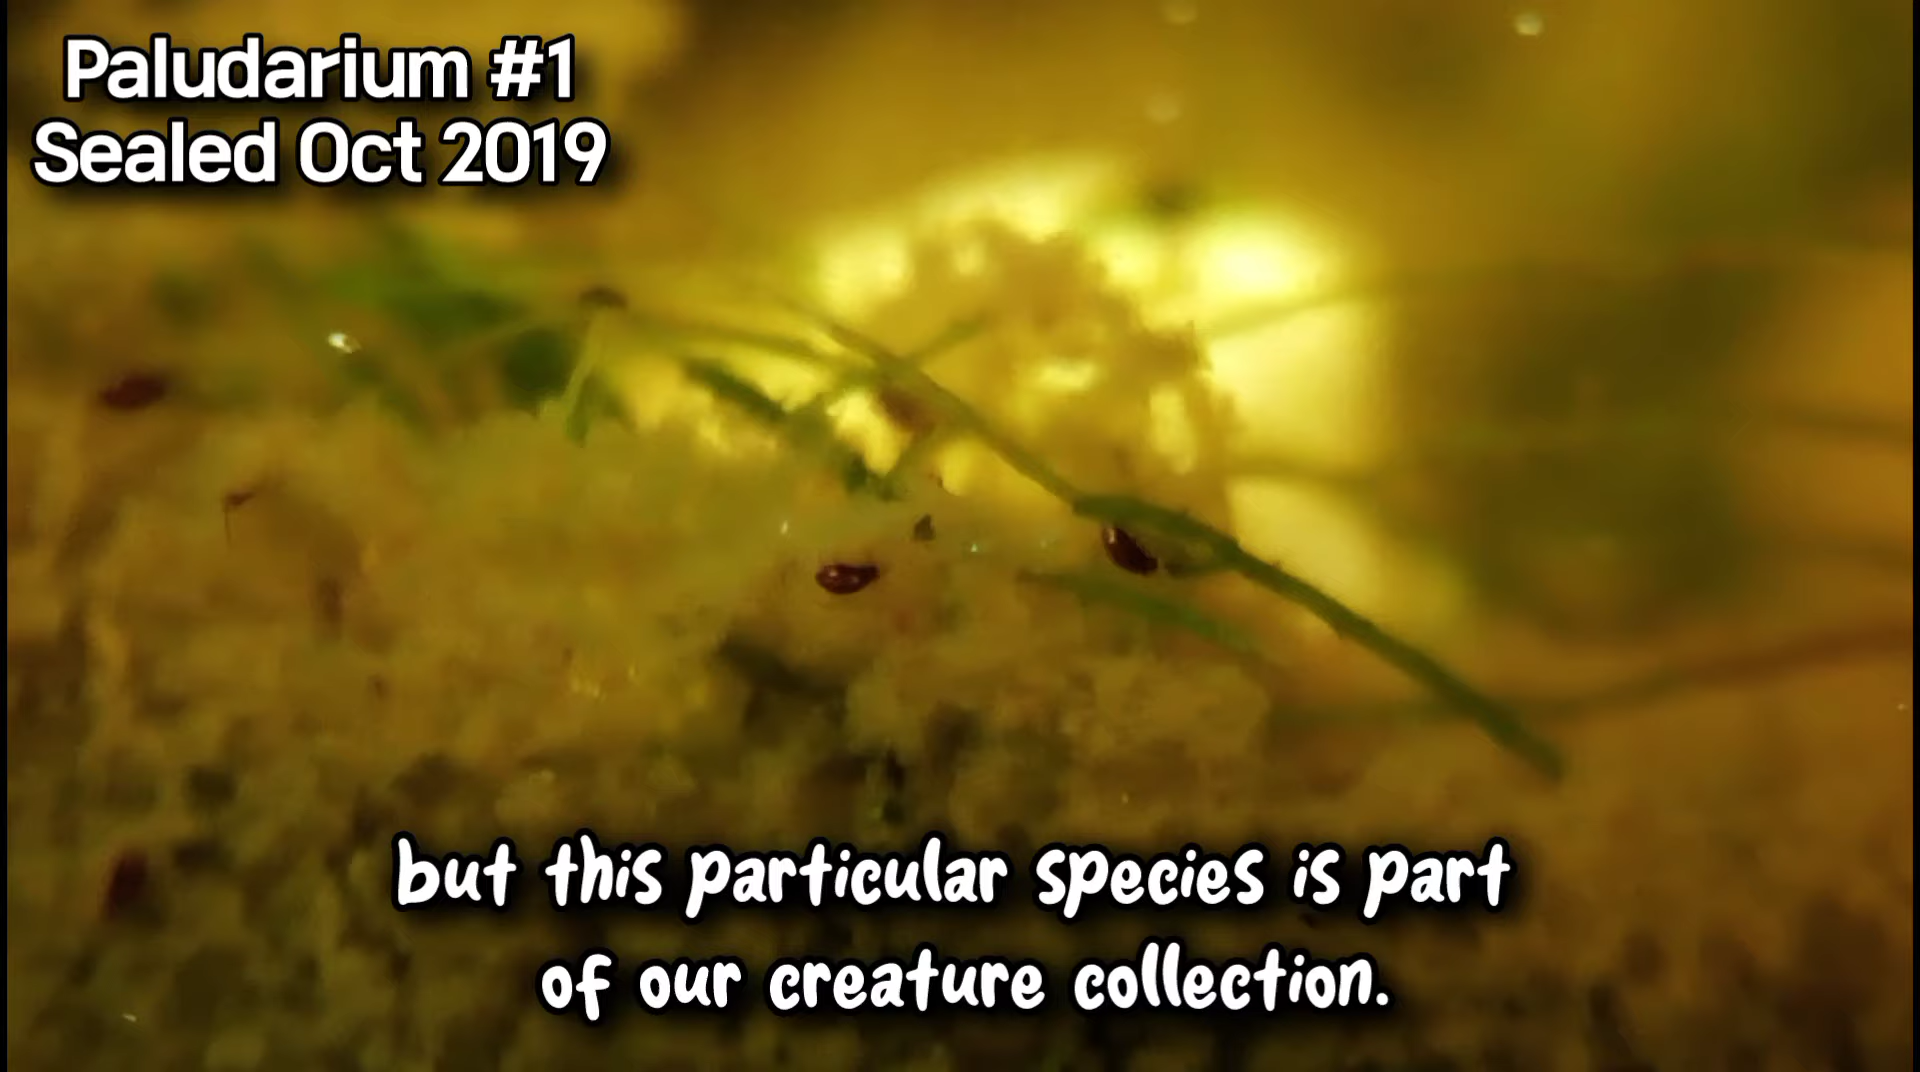 Paludarium #1
Sealed Oct 2019
but this particular species is part
of our creature collection.